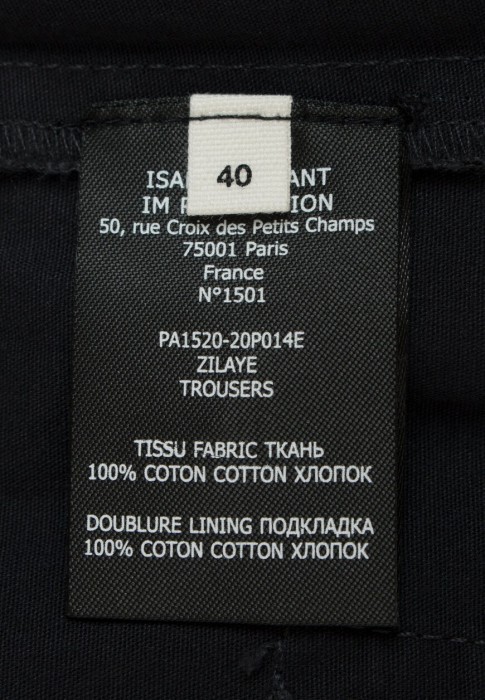 40
50, rue Croix des Petits Champs
75001 Paris
France
N°1501
PA1520-20P014E
ZILAYE
TROUSERS
TISSU FABRIC ТКАНЬ
100% COTON COTTON ХЛОПОК
DOUBLURE LINING ПОДКЛАДКА
100% COTON COTTON ХЛОПОК